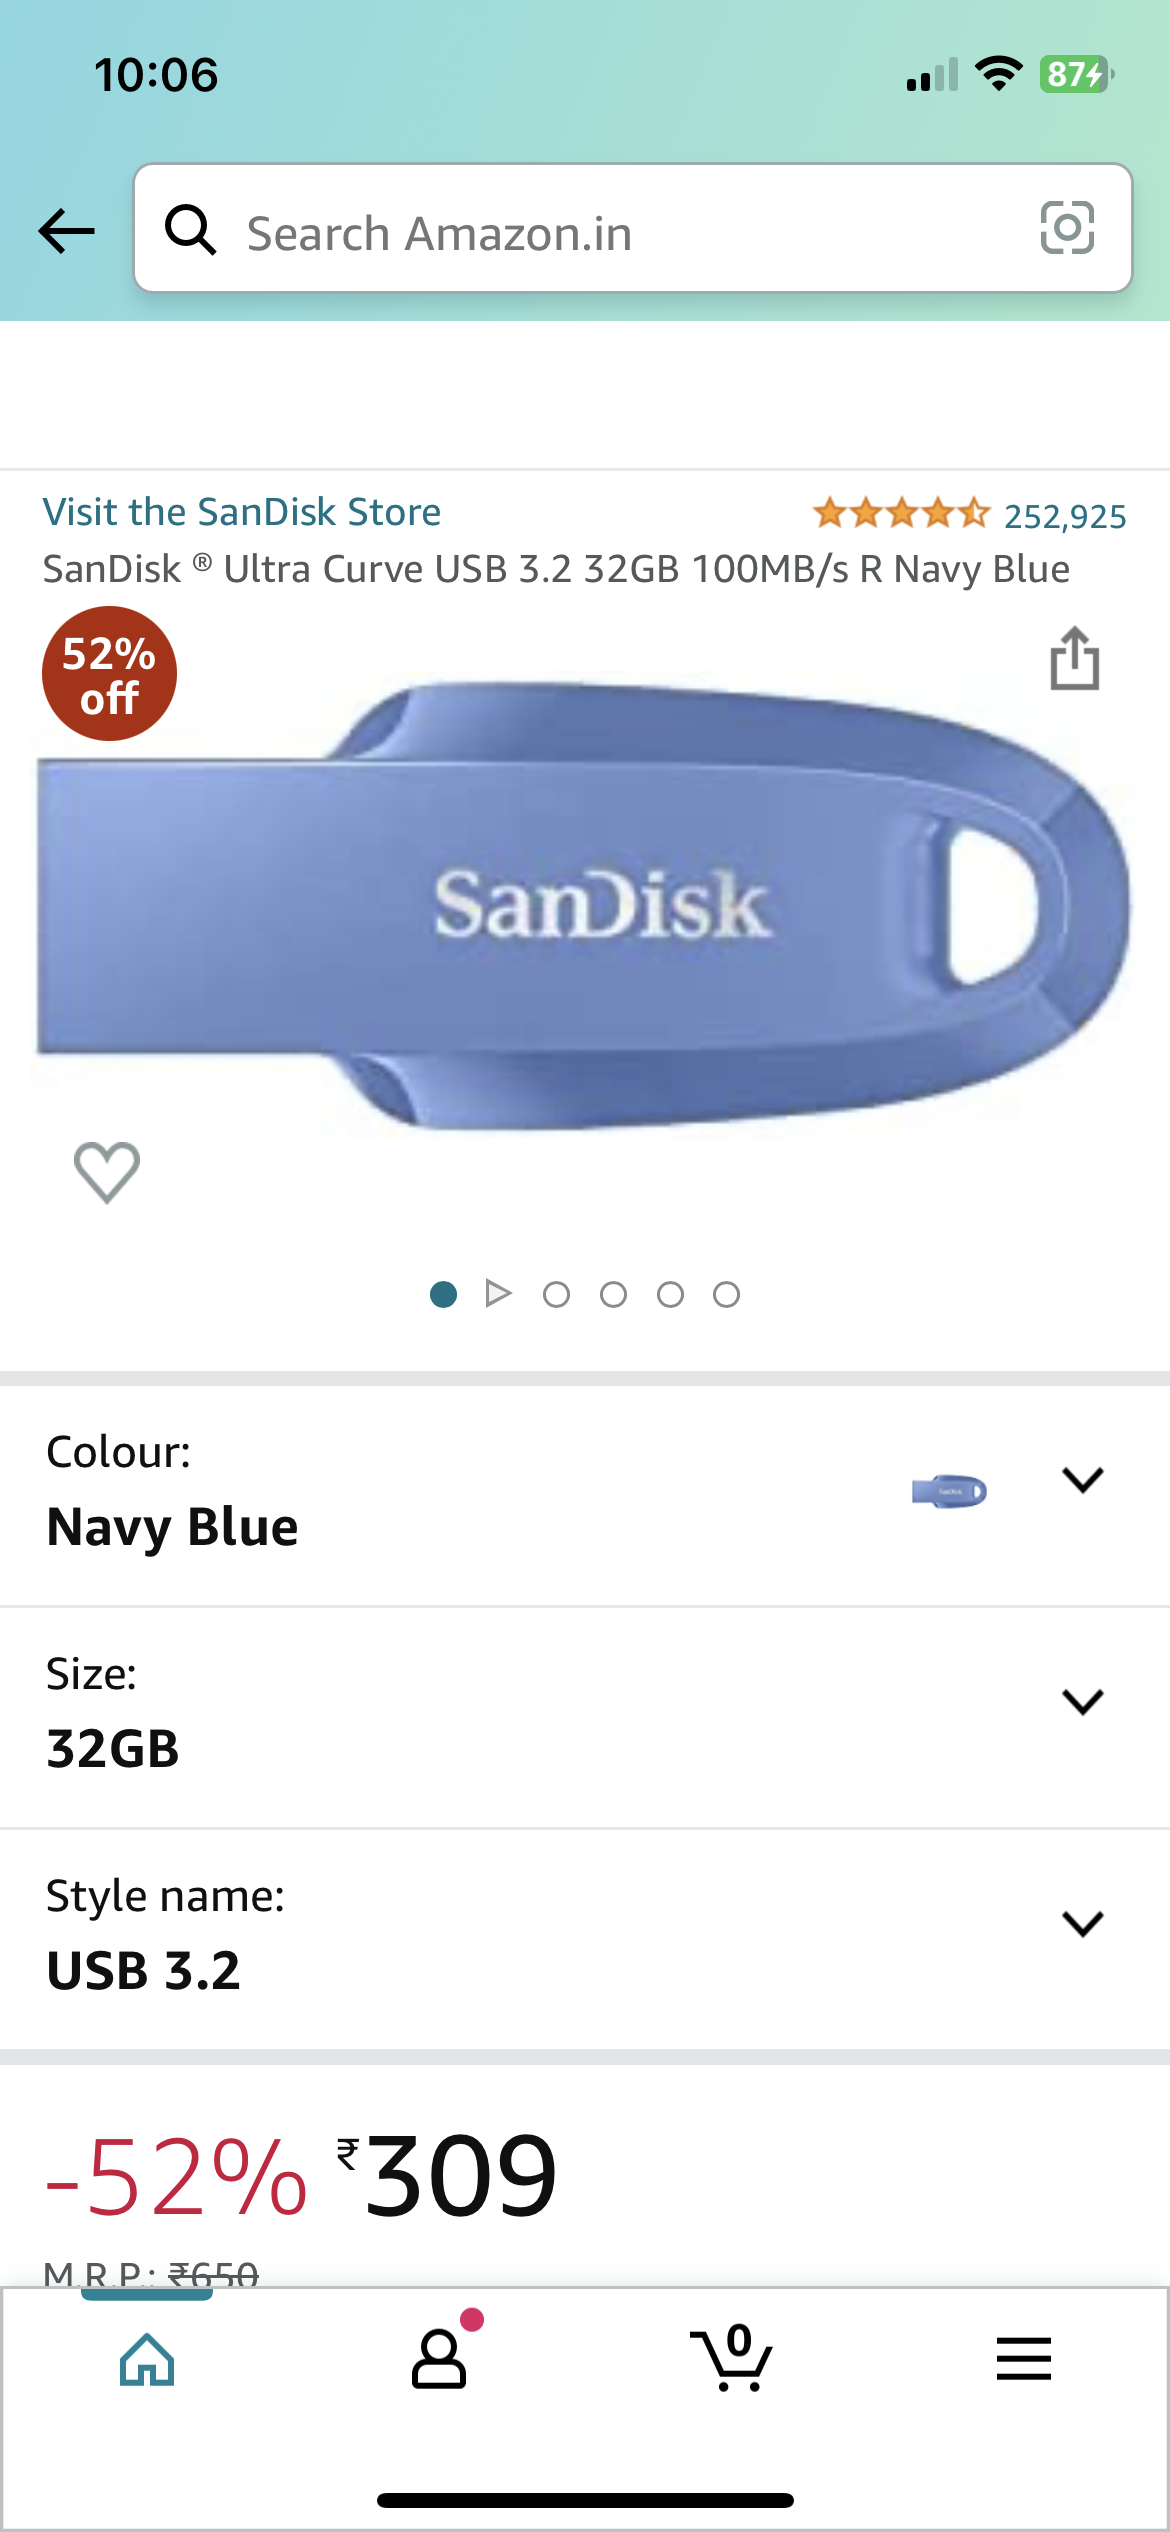 10:06
87
Search Amazon.in
Visit the SanDisk Store
252,925
SanDisk ® Ultra Curve USB 3.2 32GB 100MB/s R Navy Blue
52%
off
SanDisk
Colour:
Navy Blue
SanDisk
Size:
32GB
Style name:
USB 3.2
-52% ₹309
M.R.P.: ₹650
0